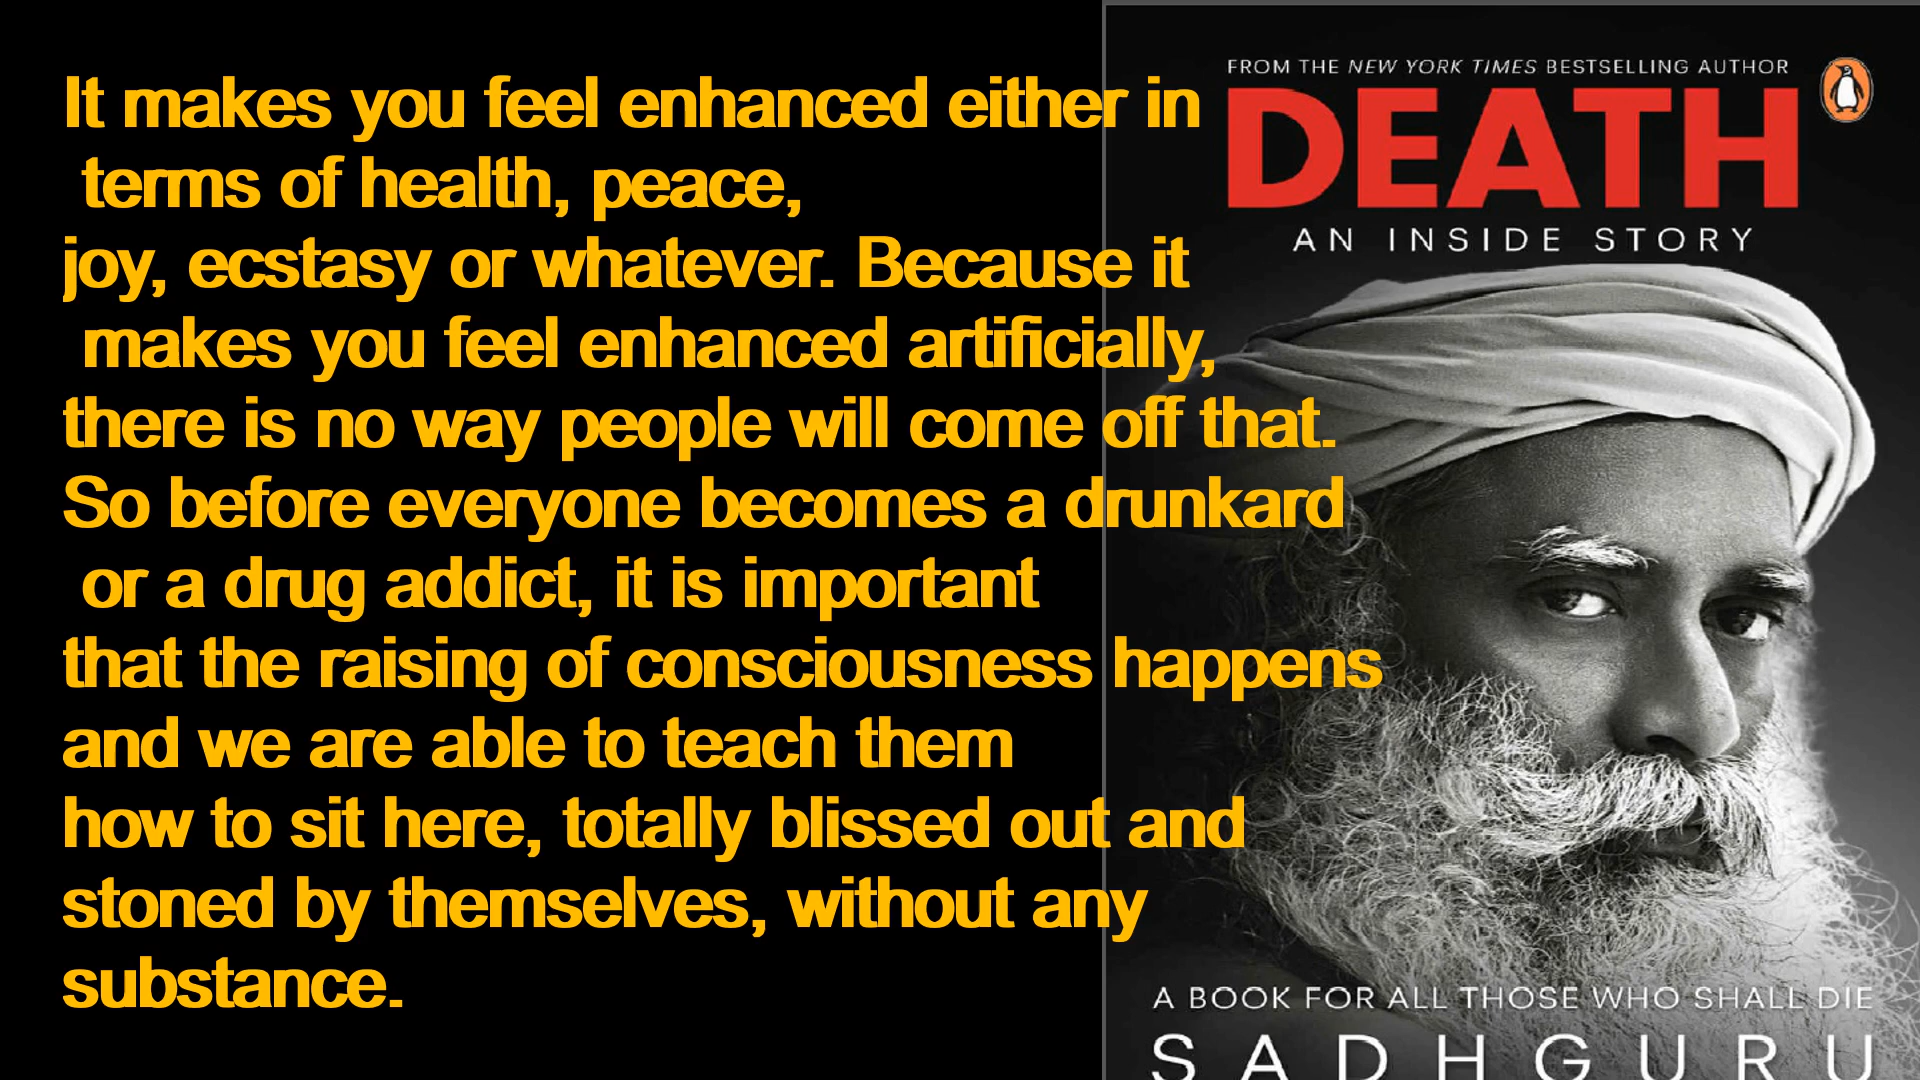 It makes you feel enhanced either in
terms of health, peace,
joy, ecstasy or whatever. Because it
makes you feel enhanced artificially,
there is no way people will come off that.
So before everyone becomes a drunkard
or a drug addict, it is important
that the raising of consciousness happens
and we are able to teach them
how to sit here, totally blissed out and
stoned by themselves, without any
substance.
FROM THE NEW YORK TIMES BESTSELLING AUTHOR
DEATH
AN INSIDE STORY
A BOOK FOR ALL THOSE WHO SHALL DIE
SADHGURU